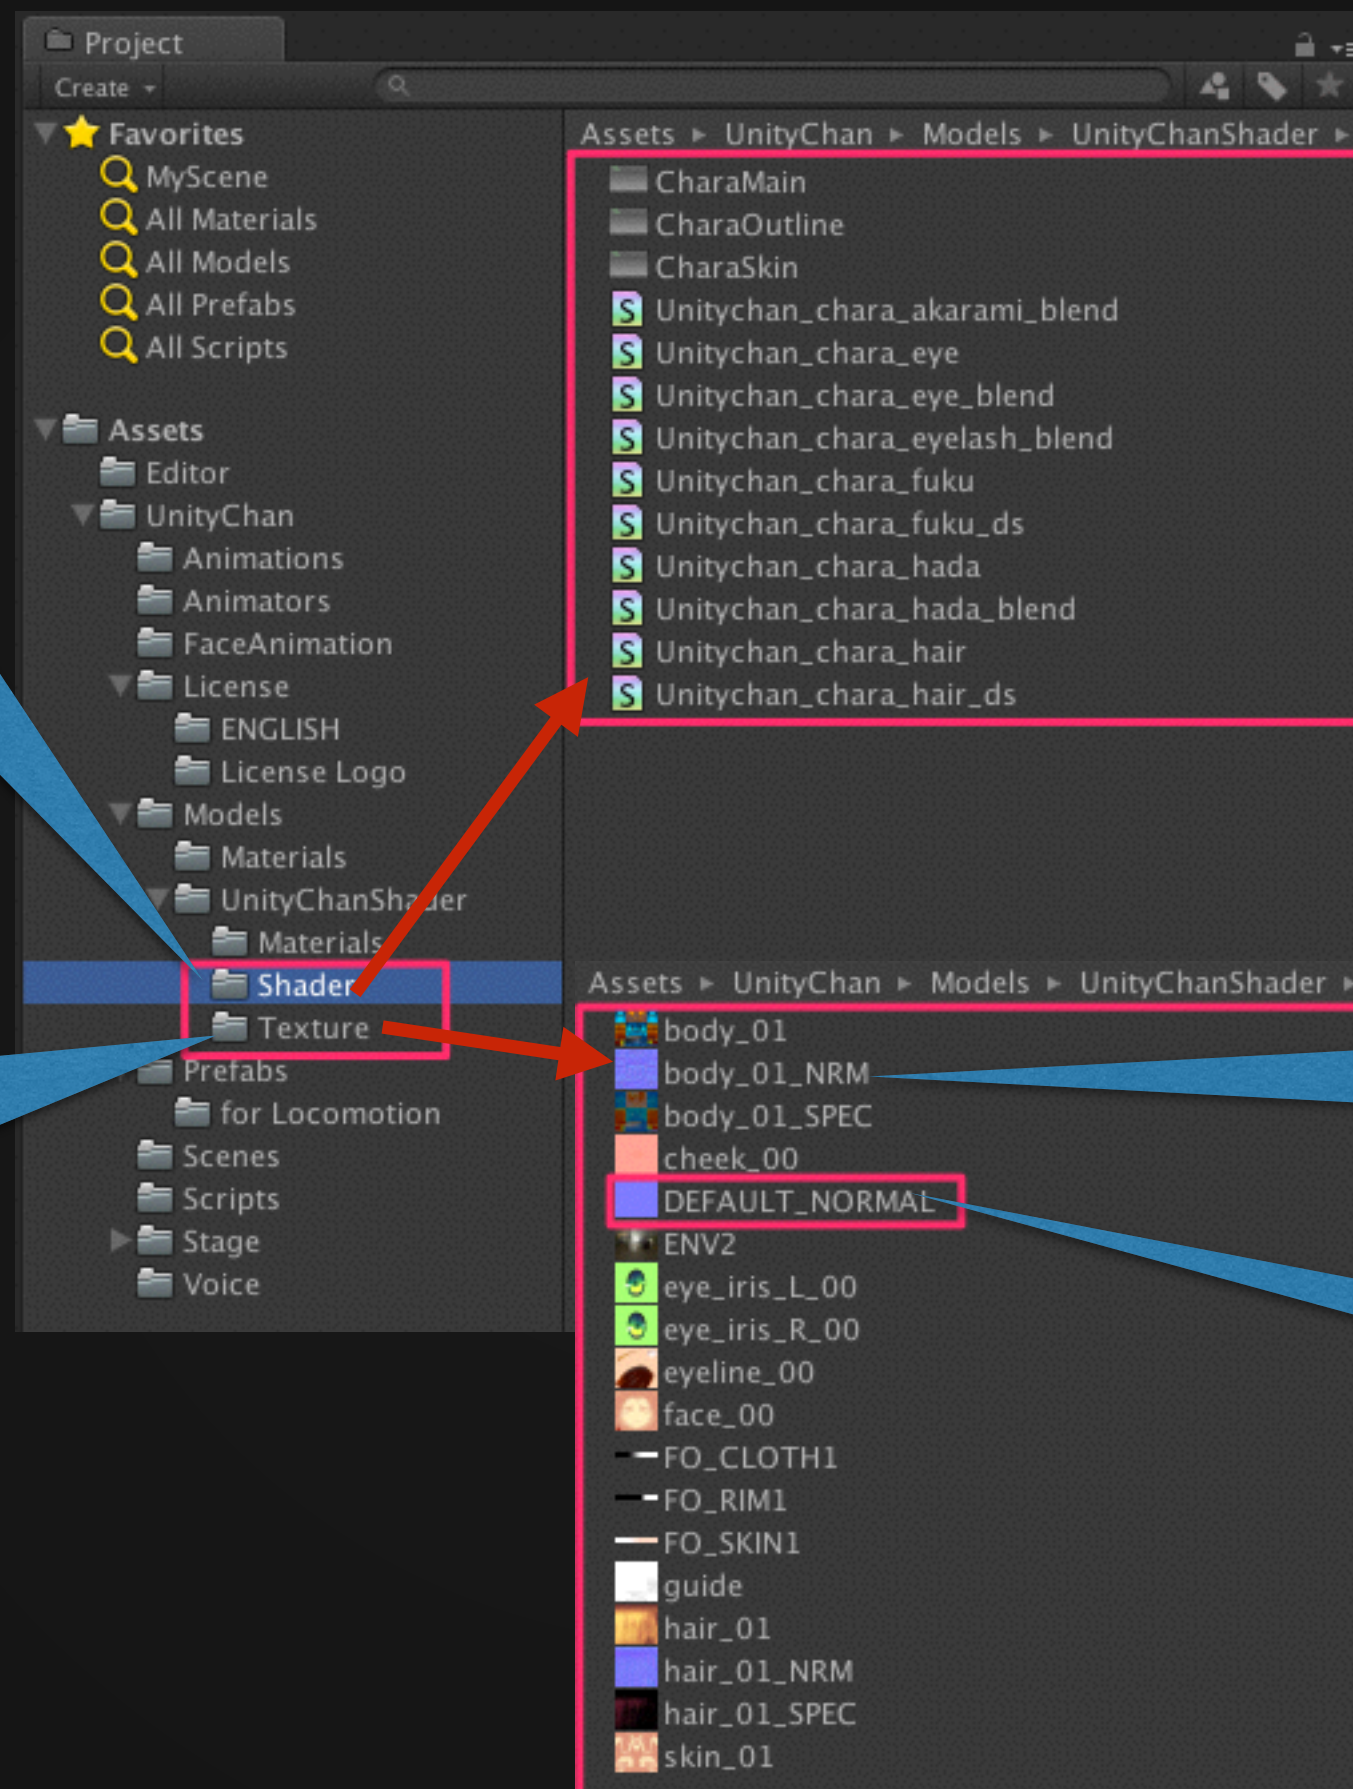 Project
Create
Favorites
MyScene
All Materials
All Models
All Prefabs
All Scripts
Assets
Editor
UnityChan
Animations
Animators
FaceAnimation
License
ENGLISH
License Logo
Models
Materials
UnityChanShader
Materials
Shader
Texture
Prefabs
for Locomotion
Scenes
Scripts
Stage
Voice
Assets ▸ UnityChan ▸ Models ▸ UnityChanShader ▸
CharaMain
CharaOutline
CharaSkin
Unitychan_chara_akarami_blend
Unitychan_chara_eye
Unitychan_chara_eye_blend
Unitychan_chara_eyelash_blend
Unitychan_chara_fuku
Unitychan_chara_fuku_ds
Unitychan_chara_hada
Unitychan_chara_hada_blend
Unitychan_chara_hair
Unitychan_chara_hair_ds
Assets ▸ UnityChan ▸ Models ▸ UnityChanShader ▸
body_01
body_01_NRM
body_01_SPEC
cheek_00
DEFAULT_NORMAL
ENV2
eye_iris_L_00
eye_iris_R_00
eyeline_00
face_00
FO_CLOTH1
FO_RIM1
FO_SKIN1
guide
hair_01
hair_01_NRM
hair_01_SPEC
skin_01